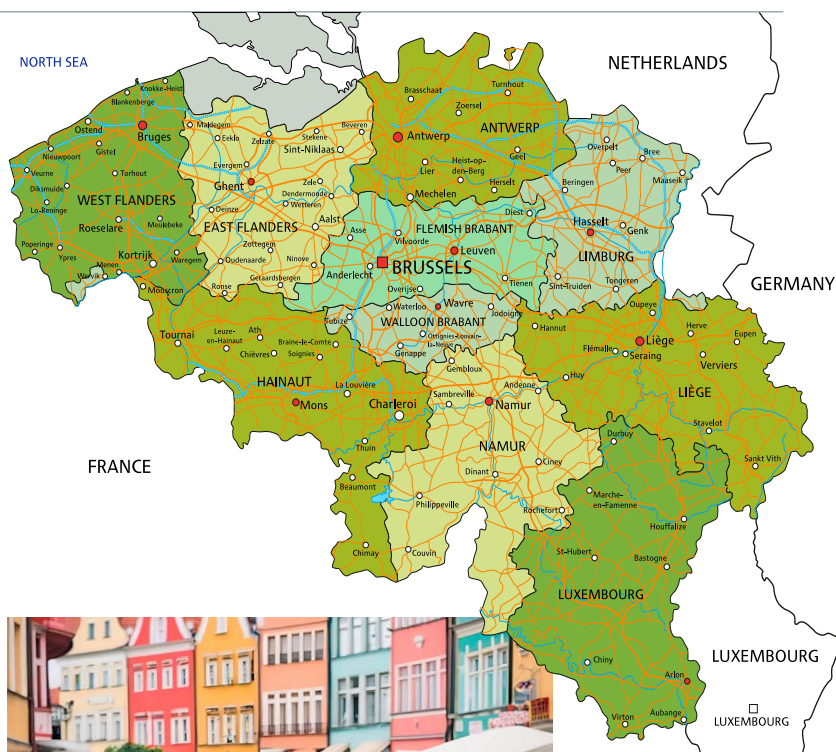 NORTH SEA
NETHERLANDS
Knokke-Heist
Blankenberge
Ostend
Bruges
Nieuwpoort
Gistel
Veurne
Torhout
Diksmuide
Lo-Reninge
WEST FLANDERS
Roeselare
Meulebeke
Poperinge
Ypres
Kortrijk
Menen
Wervik
Waregem
Mouscron
Maldegem
Eeklo
Zelzate
Stekene
Beveren
Sint-Niklaas
Evergem
Ghent
Zele
Dendermonde
Wetteren
Deinze
EAST FLANDERS
Aalst
Zottegem
Oudenaarde
Ninove
Geraardsbergen
Ronse
Brasschaat
Turnhout
Zoersel
Antwerp
ANTWERP
Geel
Lier
Heist-op-
den-Berg
Herselt
Mechelen
Overpelt
Bree
Peer
Maaseik
Beringen
Hasselt
Genk
LIMBURG
Sint-Truiden
Tongeren
Diest
FLEMISH BRABANT
Asse
Vilvoorde
Leuven
Anderlecht
BRUSSELS
Overijse
Tienen
Waterloo
Wavre
Jodoigne
Tubize
WALLOON BRABANT
Ottignies-Louvain-
la-Neuve
Genappe
GERMANY
Oupeye
Hannut
Liège
Herve
Eupen
Flémalle
Seraing
Verviers
Huy
LIÈGE
Stavelot
Sankt Vith
Tournai
Leuze-
en-Hainaut
Ath
Braine-le-Comte
Chièvres
Soignies
HAINAUT
La Louvière
Mons
Charleroi
Thuin
Beaumont
Chimay
Gembloux
Sambreville
Andenne
Namur
NAMUR
Ciney
Dinant
Philippeville
Rochefort
Couvin
FRANCE
Durbuy
Marche-
en-Famenne
Houffalize
St-Hubert
Bastogne
LUXEMBOURG
Chiny
Arlon
Virton
Aubange
LUXEMBOURG
LUXEMBOURG